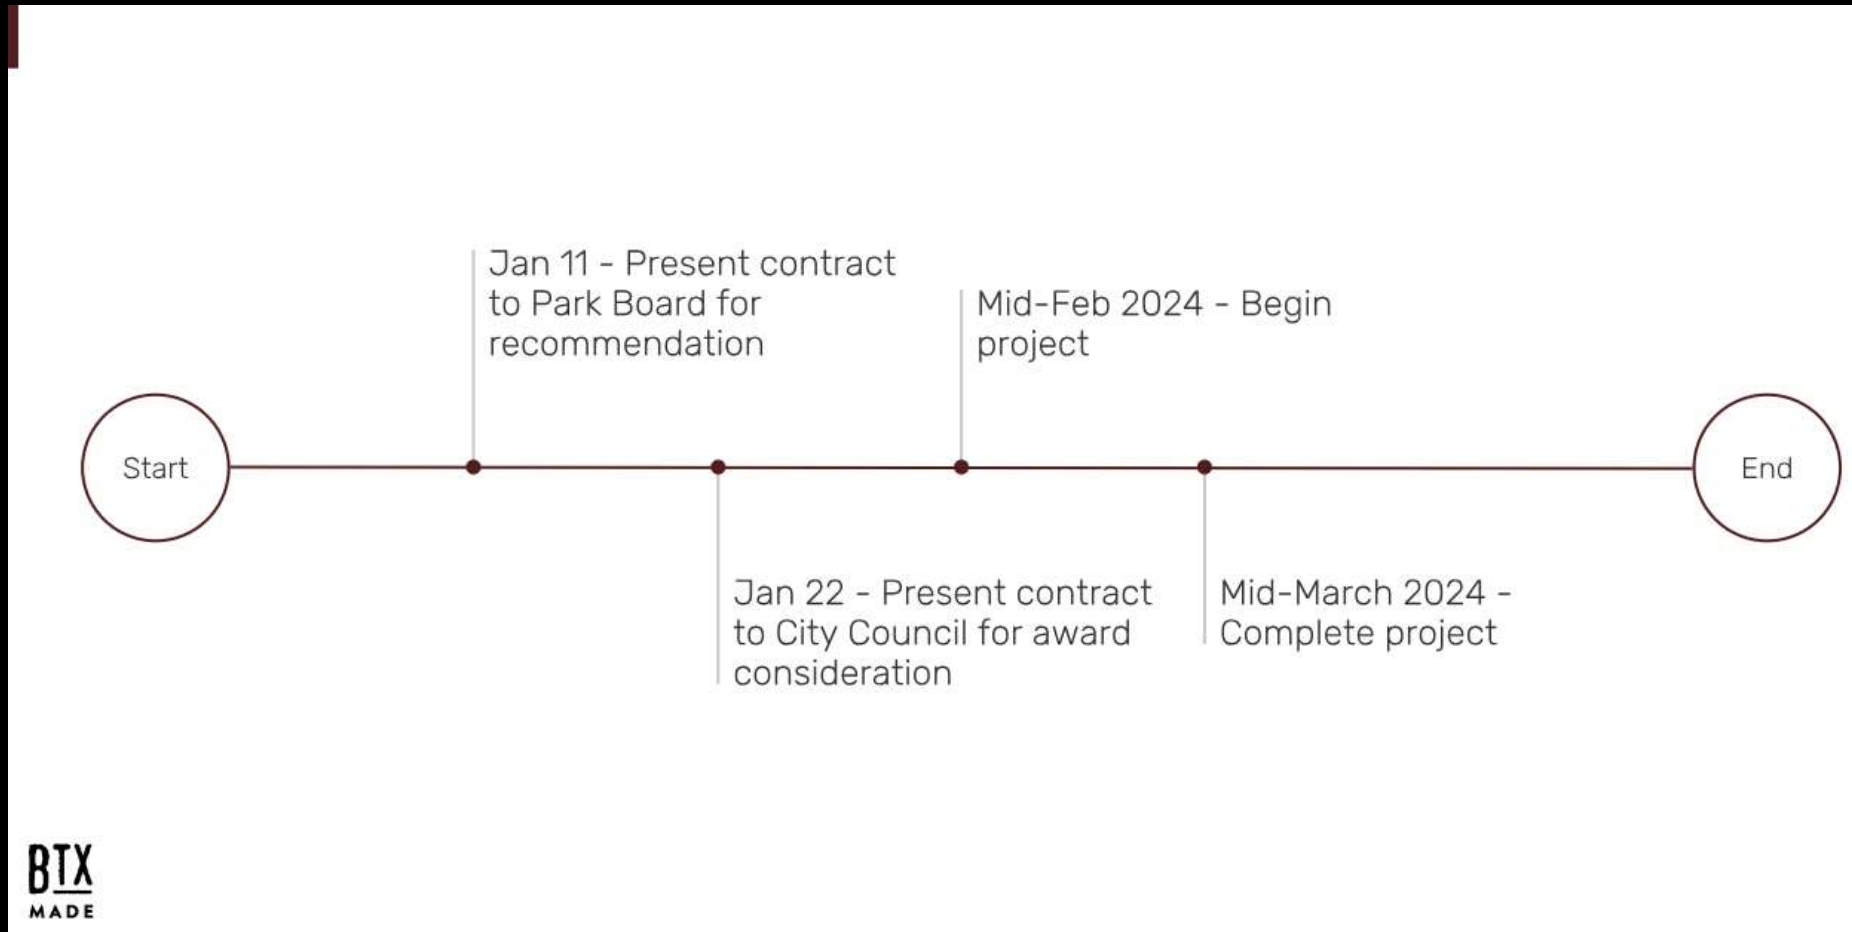 Jan 11 - Present contract
to Park Board for
recommendation
Mid-Feb 2024 - Begin
project
Start
End
Jan 22 - Present contract
to City Council for award
consideration
Mid-March 2024 -
Complete project
BTX
MADE